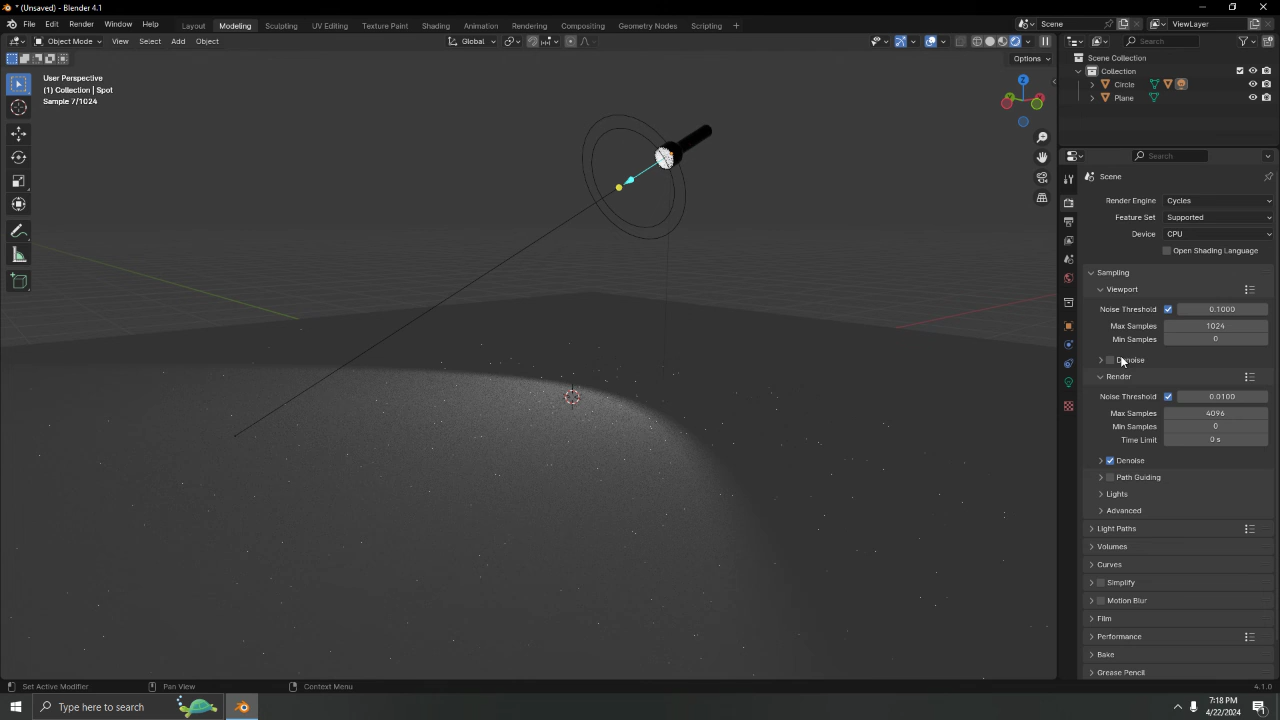 * (Unsaved) - Blender 4.1
File Edit Render Window Help Layout Modeling Sculpting UV Editing Texture Paint Shading Animation Rendering Compositing Geometry Nodes Scripting + Scene ViewLayer
Object Mode View Select Add Object Global Search
Options
User Perspective
(1) Collection | Spot
Sample 7/1024
Z
Scene Collection
Collection
Circle
Plane
Search
Scene
Render Engine Cycles
Feature Set Supported
Device CPU
Open Shading Language
Sampling
Viewport
Noise Threshold 0.1000
Max Samples 1024
Min Samples 0
Denoise
Render
Noise Threshold 0.0100
Max Samples 4096
Min Samples 0
Time Limit 0 s
Denoise
Path Guiding
Lights
Advanced
Light Paths
Volumes
Curves
Simplify
Motion Blur
Film
Performance
Bake
Grease Pencil
Set Active Modifier Pan View Context Menu 4.1.0
Type here to search
7:18 PM
4/22/2024